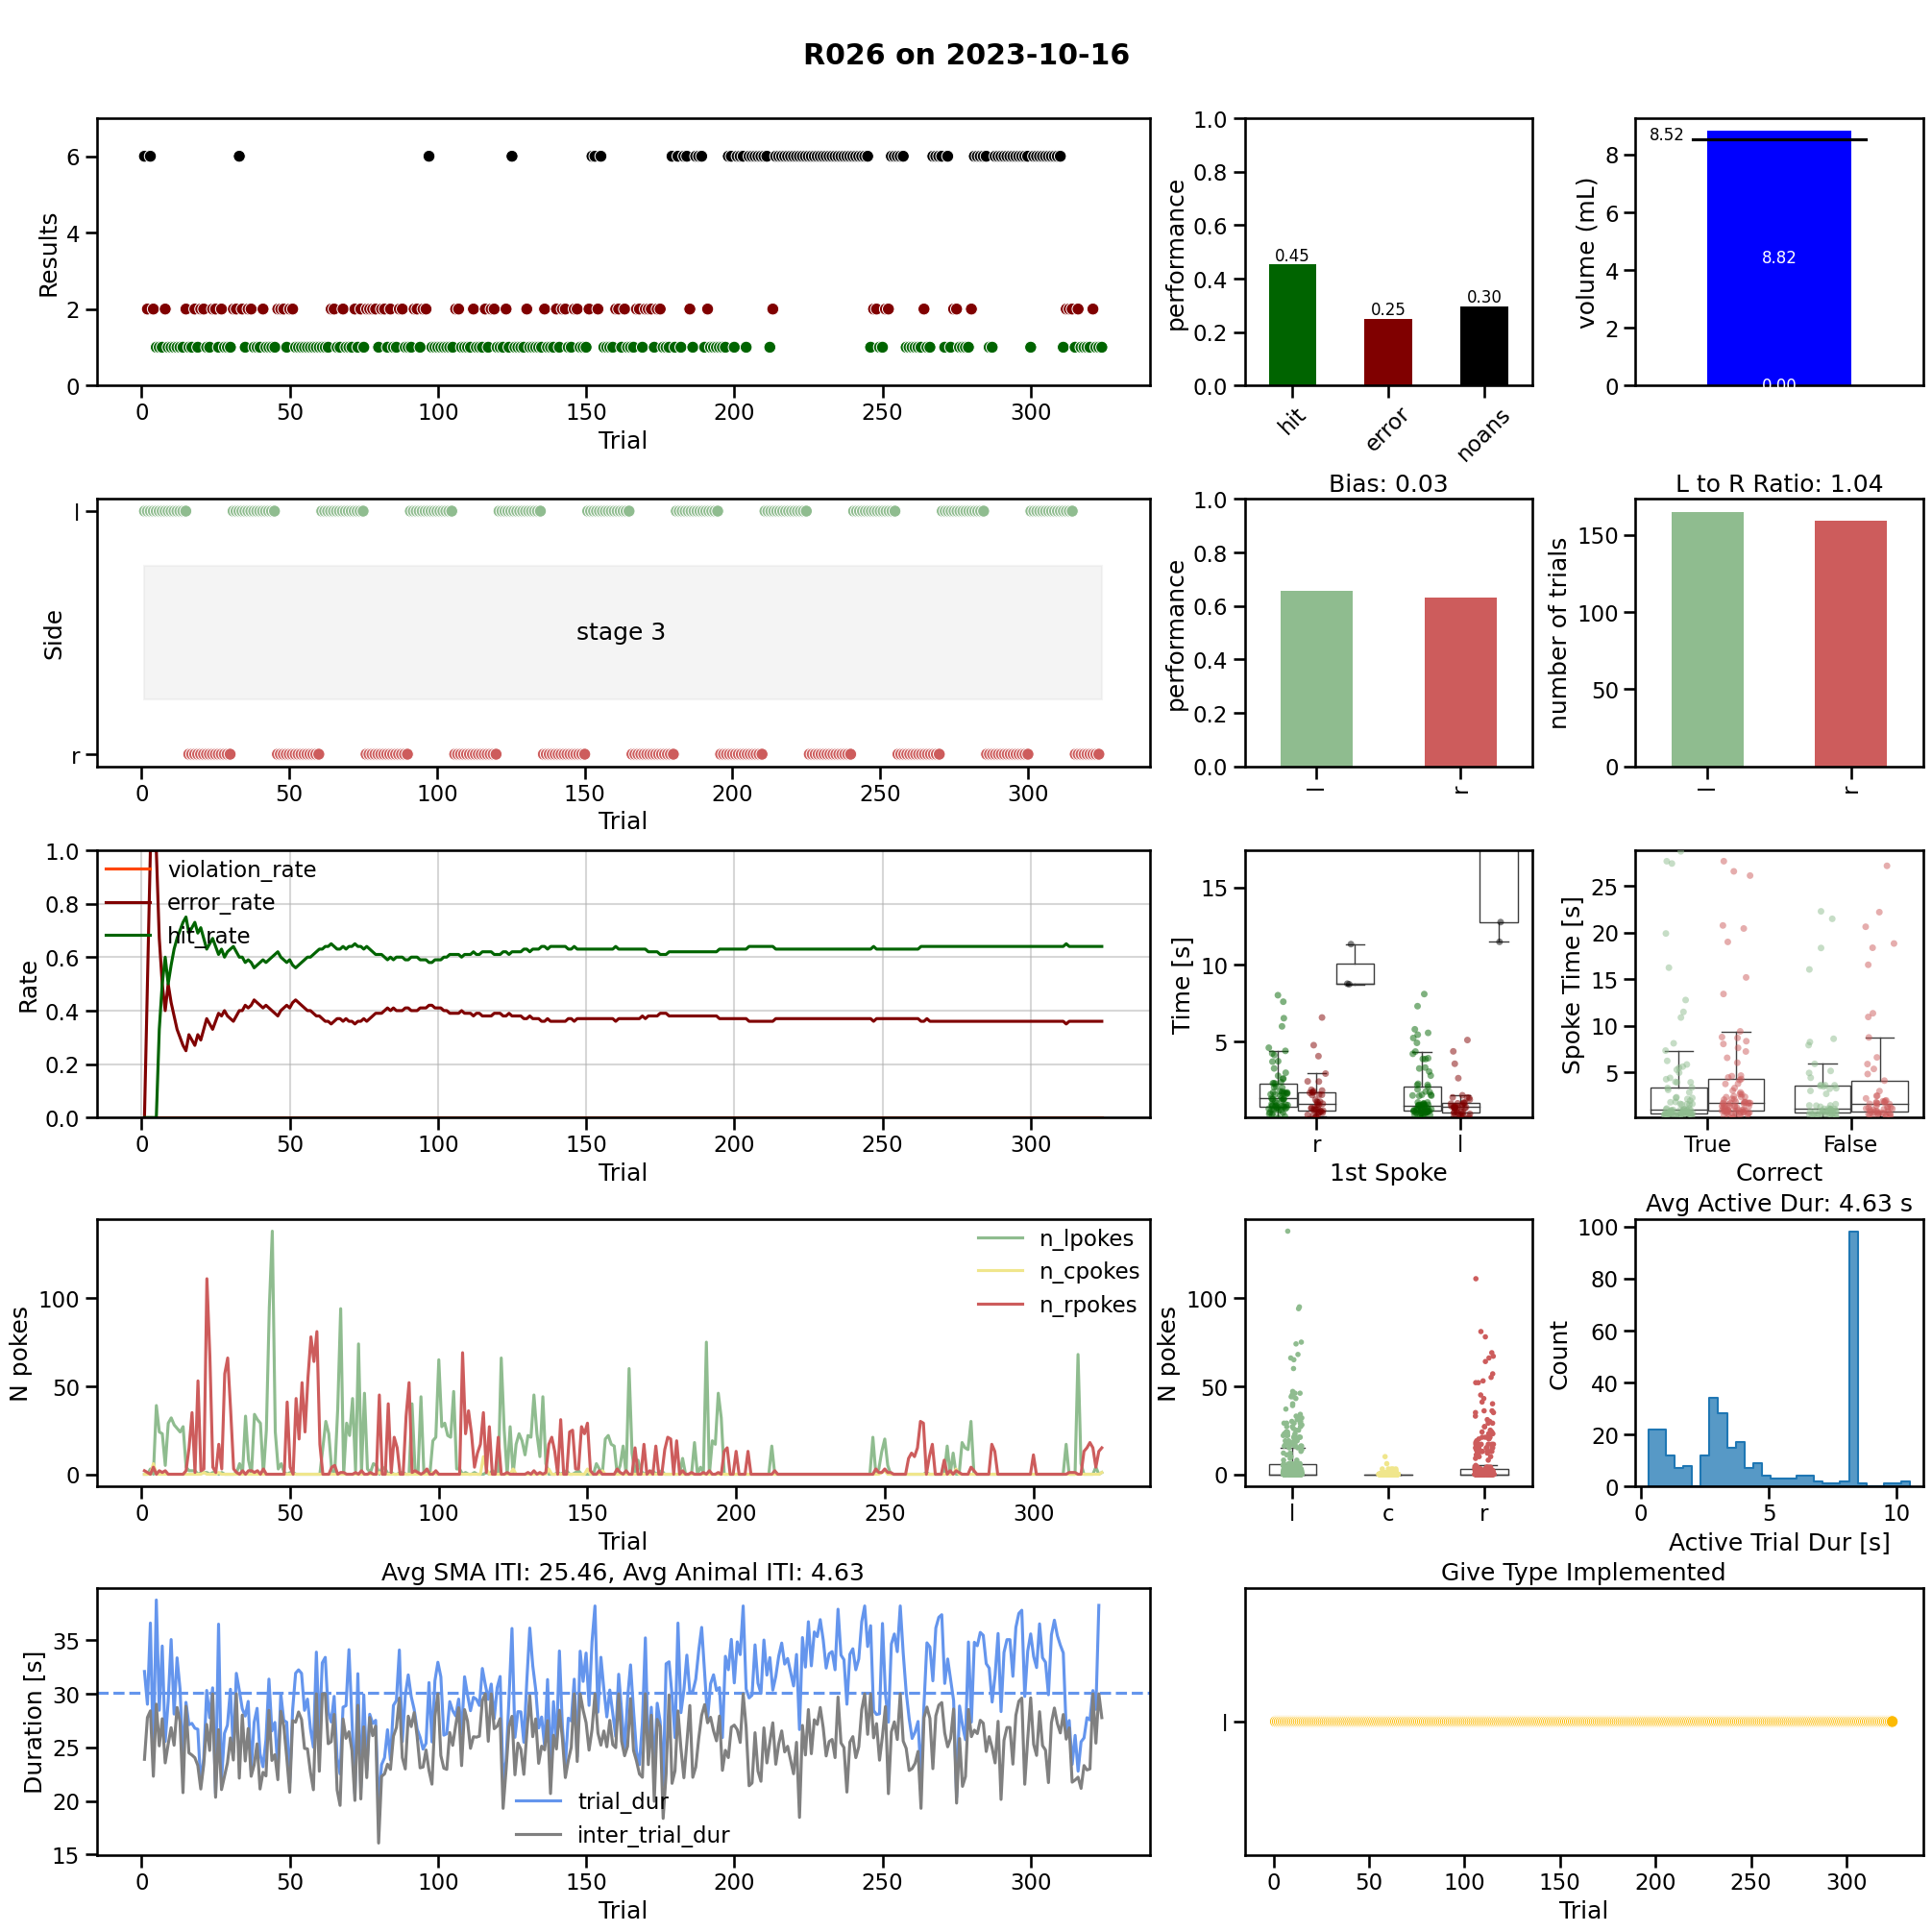 R026 on 2023-10-16
Results
6
4
2
0
0 50 100 150 200 250 300
Trial
performance
1.0
0.8
0.6
0.4
0.2
0.0
0.45
0.25
0.30
hit error noans
volume (mL)
8
6
4
2
0
8.52
8.82
0.00
Side
l
r
stage 3
0 50 100 150 200 250 300
Trial
Bias: 0.03
performance
1.0
0.8
0.6
0.4
0.2
0.0
l r
L to R Ratio: 1.04
number of trials
150
100
50
0
l r
Rate
1.0
0.8
0.6
0.4
0.2
0.0
violation_rate
error_rate
hit_rate
0 50 100 150 200 250 300
Trial
Time [s]
15
10
5
r l
1st Spoke
Spoke Time [s]
25
20
15
10
5
True False
Correct
N pokes
100
50
0
n_lpokes
n_cpokes
n_rpokes
0 50 100 150 200 250 300
Trial
N pokes
100
50
0
l c r
Avg Active Dur: 4.63 s
Count
100
80
60
40
20
0
0 5 10
Active Trial Dur [s]
Avg SMA ITI: 25.46, Avg Animal ITI: 4.63
Duration [s]
35
30
25
20
15
trial_dur
inter_trial_dur
0 50 100 150 200 250 300
Trial
Give Type Implemented
l
0 50 100 150 200 250 300
Trial